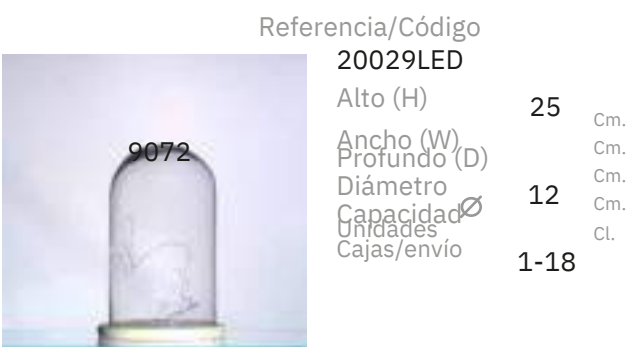 Referencia/Código
20029LED
Alto (H)
25
Cm.
9072
Ancho (W)
Cm.
Profundo (D)
Cm.
Diámetro
12
Cm.
Capacidad Ø
Unidades
Cl.
Cajas/envío
1-18